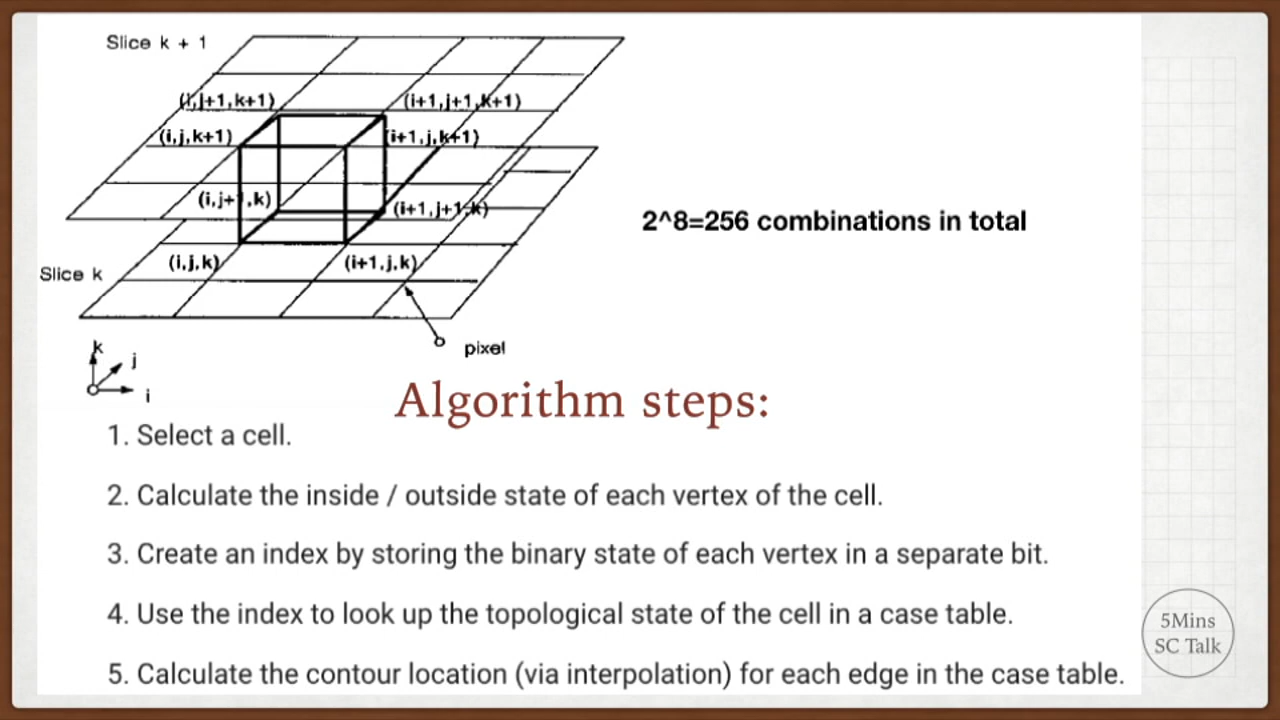 Slice k + 1
(i,j+1,k+1)
(i+1,j+1,k+1)
(i,j,k+1)
(i+1,j,k+1)
2^8=256 combinations in total
(i,j+1,k)
(i+1,j+1,k)
(i,j,k)
(i+1,j,k)
Slice k
pixel
k
j
i
Algorithm steps:
1. Select a cell.
2. Calculate the inside / outside state of each vertex of the cell.
3. Create an index by storing the binary state of each vertex in a separate bit.
4. Use the index to look up the topological state of the cell in a case table.
5. Calculate the contour location (via interpolation) for each edge in the case table.
5Mins
SC Talk